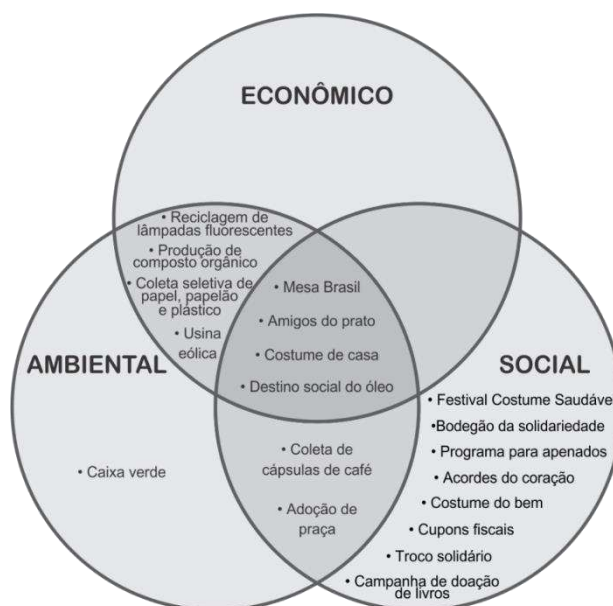 ECONÔMICO
• Reciclagem de
lâmpadas fluorescentes
• Produção de
composto orgânico
• Coleta seletiva de
papel, papelão
e plástico
• Usina
eólica
• Mesa Brasil
• Amigos do prato
• Costume de casa
• Destino social do óleo
AMBIENTAL
• Caixa verde
• Coleta de
cápsulas de café
• Adoção de
praça
SOCIAL
• Festival Costume Saudáve
•Bodegão da solidariedade
• Programa para apenados
• Acordes do coração
• Costume do bem
• Cupons fiscais
• Troco solidário
• Campanha de doação
de livros